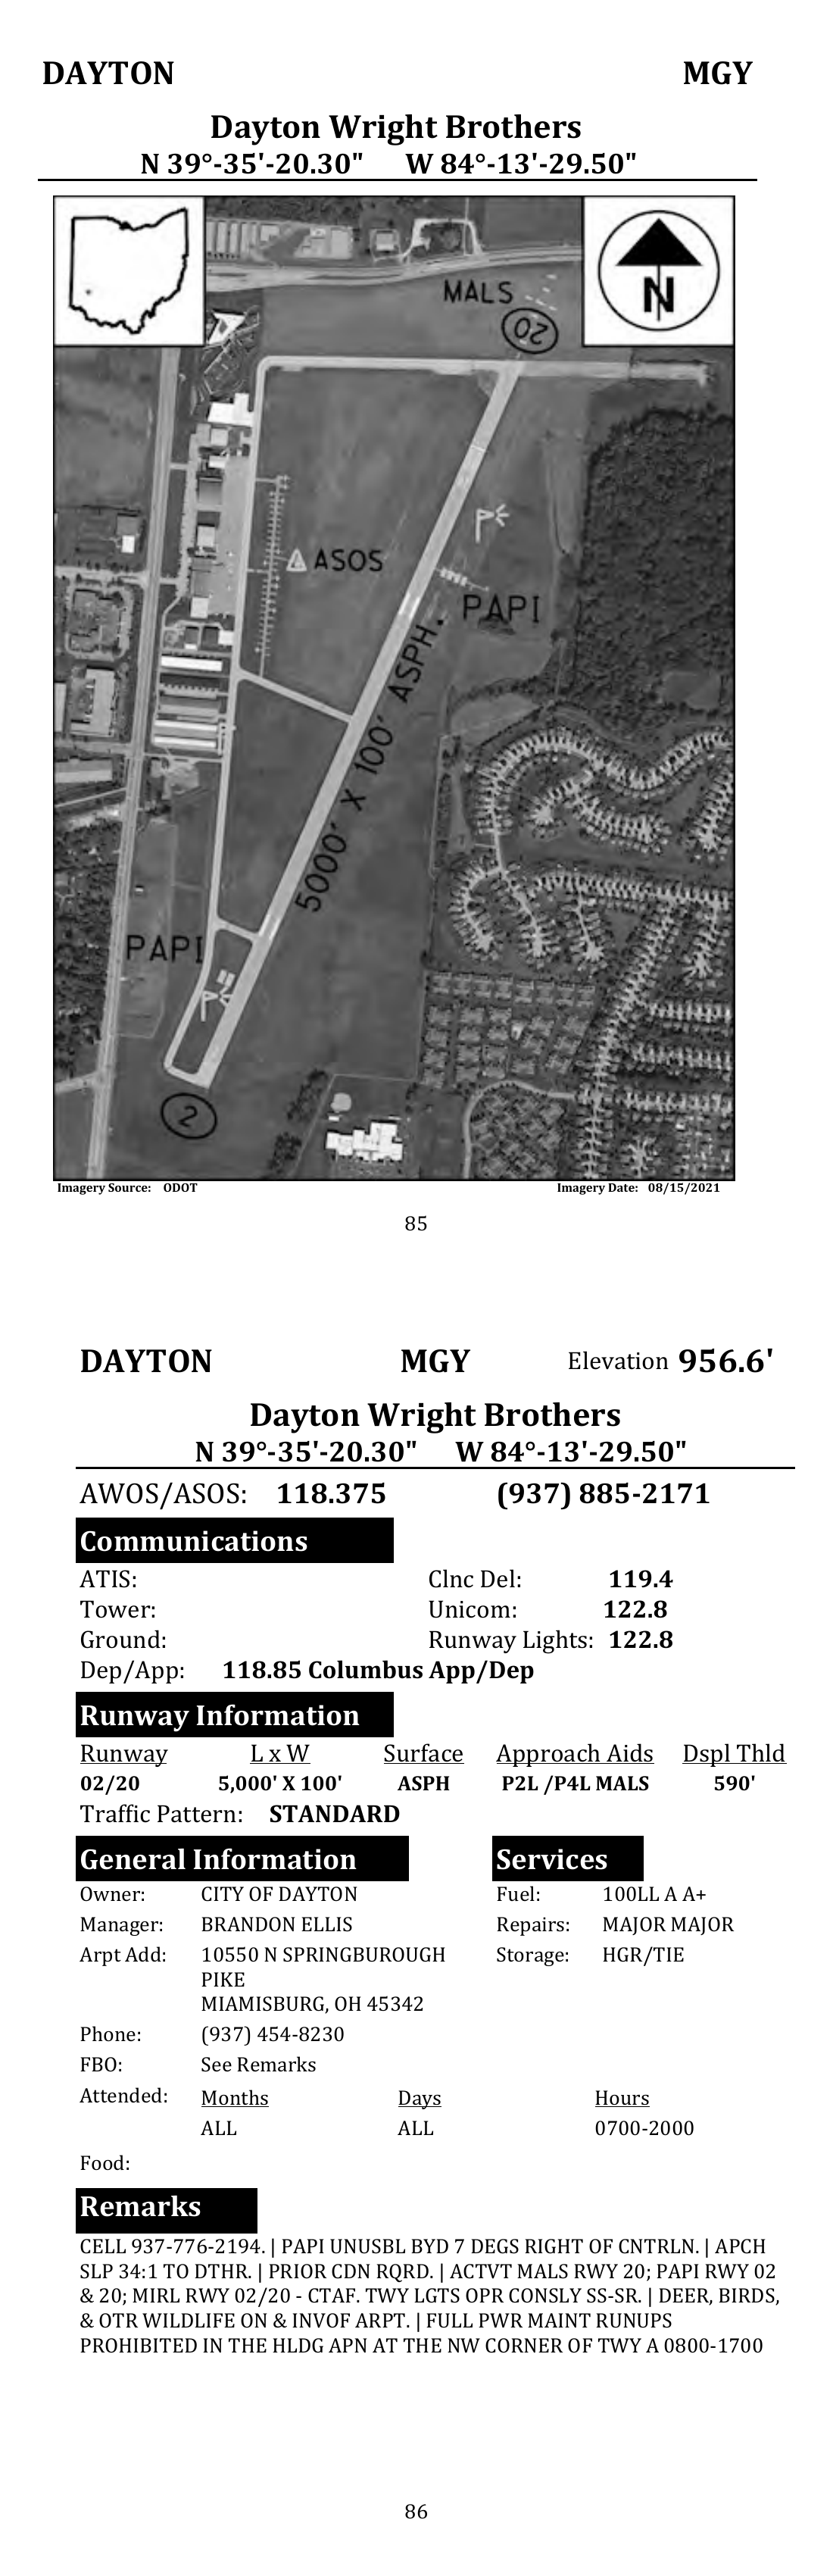 DAYTON MGY
Dayton Wright Brothers
N 39°-35'-20.30" W 84°-13'-29.50"
N
MALS
20
ASOS
PAPI
5000' X 100' ASPH.
PAPI
2
Imagery Source: ODOT Imagery Date: 08/15/2021
85
DAYTON MGY Elevation 956.6'
Dayton Wright Brothers
N 39°-35'-20.30" W 84°-13'-29.50"
AWOS/ASOS: 118.375 (937) 885-2171
Communications
ATIS: Clnc Del: 119.4
Tower: Unicom: 122.8
Ground: Runway Lights: 122.8
Dep/App: 118.85 Columbus App/Dep
Runway Information
Runway L x W Surface Approach Aids Dspl Thld
02/20 5,000' X 100' ASPH P2L /P4L MALS 590'
Traffic Pattern: STANDARD
General Information Services
Owner: CITY OF DAYTON Fuel: 100LL A A+
Manager: BRANDON ELLIS Repairs: MAJOR MAJOR
Arpt Add: 10550 N SPRINGBUROUGH Storage: HGR/TIE
PIKE
MIAMISBURG, OH 45342
Phone: (937) 454-8230
FBO: See Remarks
Attended: Months Days Hours
ALL ALL 0700-2000
Food:
Remarks
CELL 937-776-2194. | PAPI UNUSBL BYD 7 DEGS RIGHT OF CNTRLN. | APCH
SLP 34:1 TO DTHR. | PRIOR CDN RQRD. | ACTVT MALS RWY 20; PAPI RWY 02
& 20; MIRL RWY 02/20 - CTAF. TWY LGTS OPR CONSLY SS-SR. | DEER, BIRDS,
& OTR WILDLIFE ON & INVOF ARPT. | FULL PWR MAINT RUNUPS
PROHIBITED IN THE HLDG APN AT THE NW CORNER OF TWY A 0800-1700
86